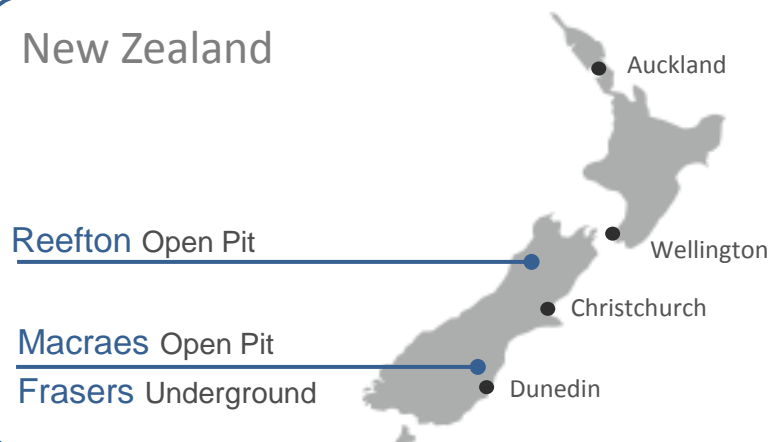 New Zealand
Auckland
Reefton Open Pit
Wellington
Christchurch
Macraes Open Pit
Frasers Underground
Dunedin